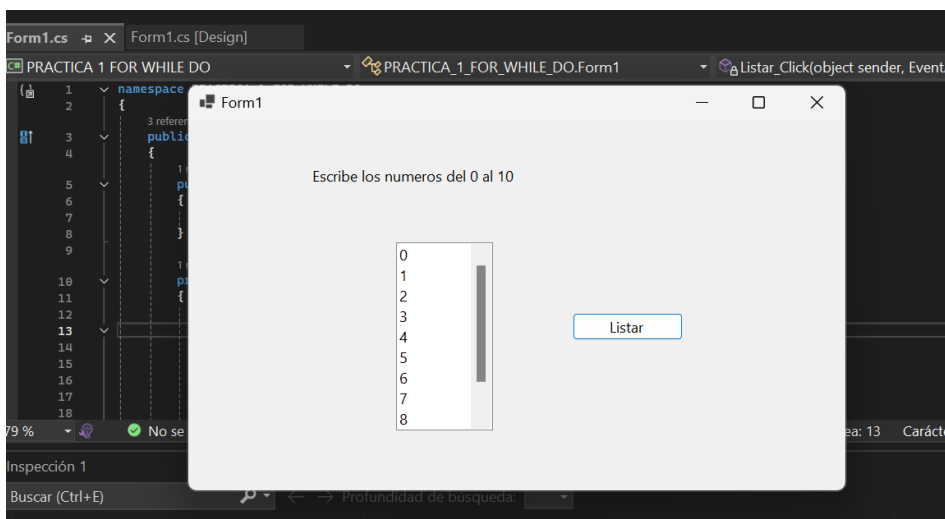 Form1.cs Form1.cs [Design]
C# PRACTICA 1 FOR WHILE DO PRACTICA_1_FOR_WHILE_DO.Form1 Listar_Click(object sender, Event
1 namespace
2 {
3 referen
3 public
4 {
5
6 {
7
8 }
9
10
11 {
12
13
14
15
16
17
18
Form1
Escribe los numeros del 0 al 10
0
1
2
3
4
5
6
7
8
Listar
79 % No se
ea: 13 Caráct
Inspección 1
Buscar (Ctrl+E) Profundidad de búsqueda: